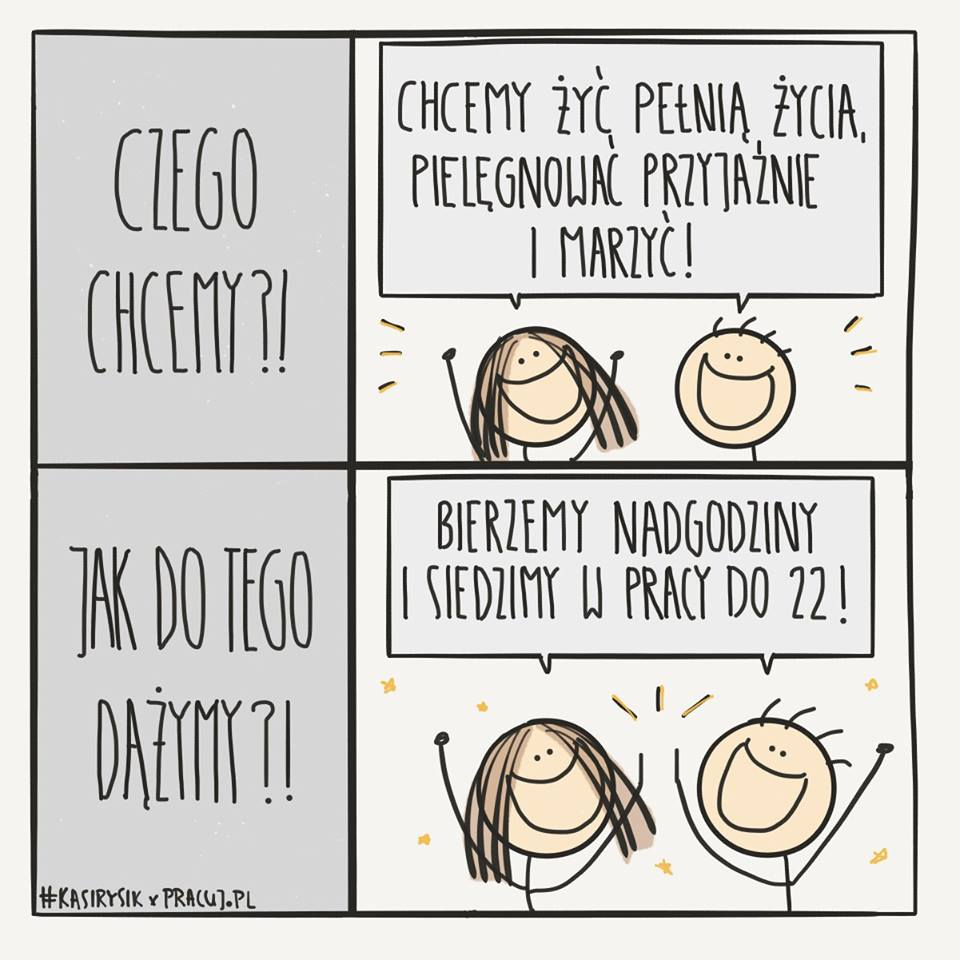 CZEGO
CHCEMY?!
CHCEMY ŻYĆ PEŁNIĄ ŻYCIA,
PIELĘGNOWAĆ PRZYJAŹNIE
I MARZYĆ!
JAK DO TEGO
DĄŻYMY?!
BIERZEMY NADGODZINY
I SIEDZIMY W PRACY DO 22!
#KASIRYSIK x PRACUJ.PL